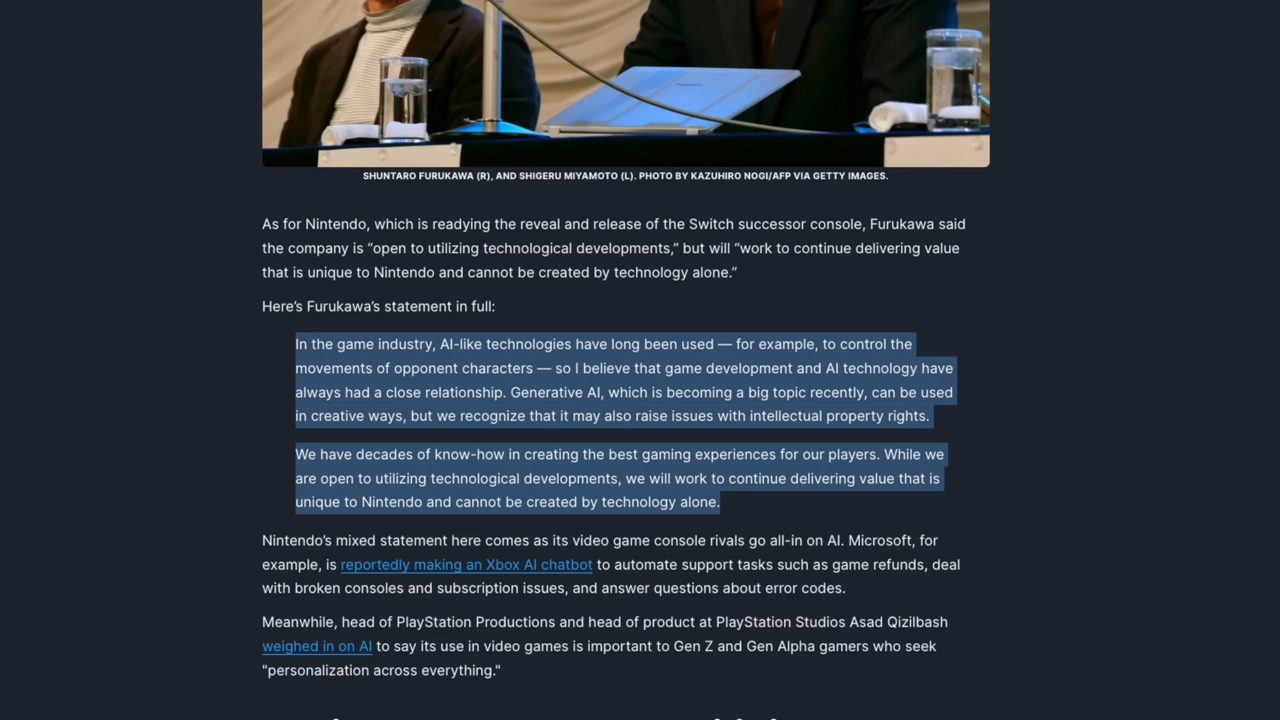 SHUNTARO FURUKAWA (R), AND SHIGERU MIYAMOTO (L). PHOTO BY KAZUHIRO NOGI/AFP VIA GETTY IMAGES.
As for Nintendo, which is readying the reveal and release of the Switch successor console, Furukawa said
the company is “open to utilizing technological developments,” but will “work to continue delivering value
that is unique to Nintendo and cannot be created by technology alone.”
Here’s Furukawa’s statement in full:
In the game industry, AI-like technologies have long been used — for example, to control the
movements of opponent characters — so I believe that game development and AI technology have
always had a close relationship. Generative AI, which is becoming a big topic recently, can be used
in creative ways, but we recognize that it may also raise issues with intellectual property rights.
We have decades of know-how in creating the best gaming experiences for our players. While we
are open to utilizing technological developments, we will work to continue delivering value that is
unique to Nintendo and cannot be created by technology alone.
Nintendo’s mixed statement here comes as its video game console rivals go all-in on AI. Microsoft, for
example, is reportedly making an Xbox AI chatbot to automate support tasks such as game refunds, deal
with broken consoles and subscription issues, and answer questions about error codes.
Meanwhile, head of PlayStation Productions and head of product at PlayStation Studios Asad Qizilbash
weighed in on AI to say its use in video games is important to Gen Z and Gen Alpha gamers who seek
"personalization across everything."